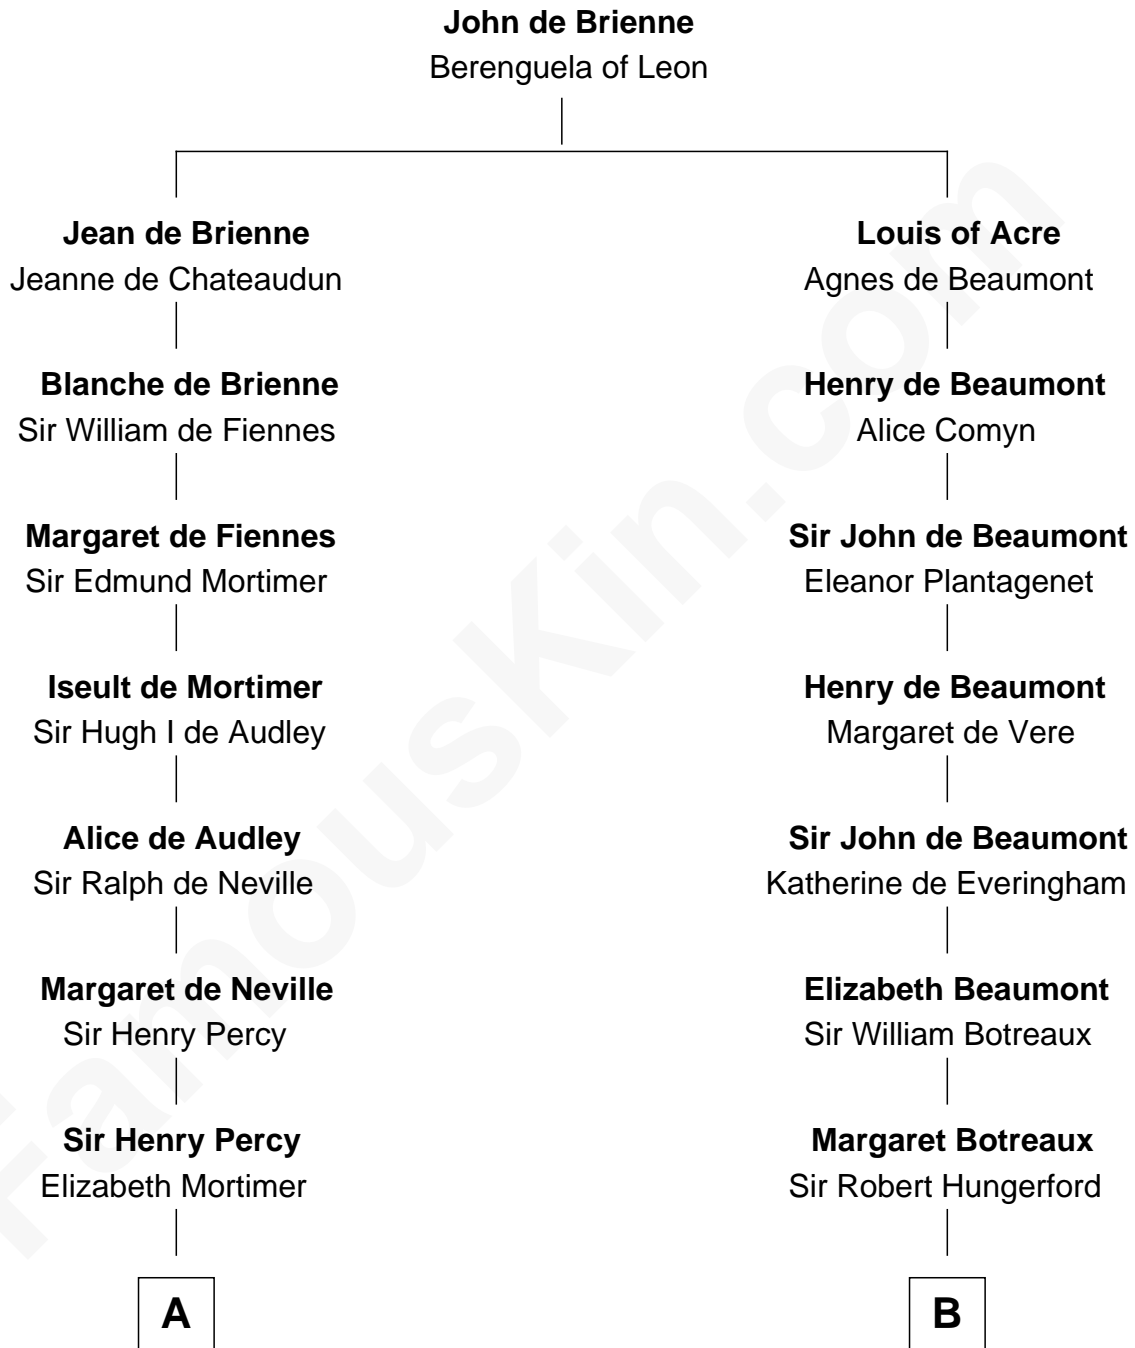 John de Brienne
Berenguela of Leon
Jean de Brienne
Jeanne de Chateaudun
Louis of Acre
Agnes de Beaumont
Blanche de Brienne
Sir William de Fiennes
Henry de Beaumont
Alice Comyn
Margaret de Fiennes
Sir Edmund Mortimer
Sir John de Beaumont
Eleanor Plantagenet
Iseult de Mortimer
Sir Hugh I de Audley
Henry de Beaumont
Margaret de Vere
Alice de Audley
Sir Ralph de Neville
Sir John de Beaumont
Katherine de Everingham
Margaret de Neville
Sir Henry Percy
Elizabeth Beaumont
Sir William Botreaux
Sir Henry Percy
Elizabeth Mortimer
Margaret Botreaux
Sir Robert Hungerford
A
B
FamousKin.com